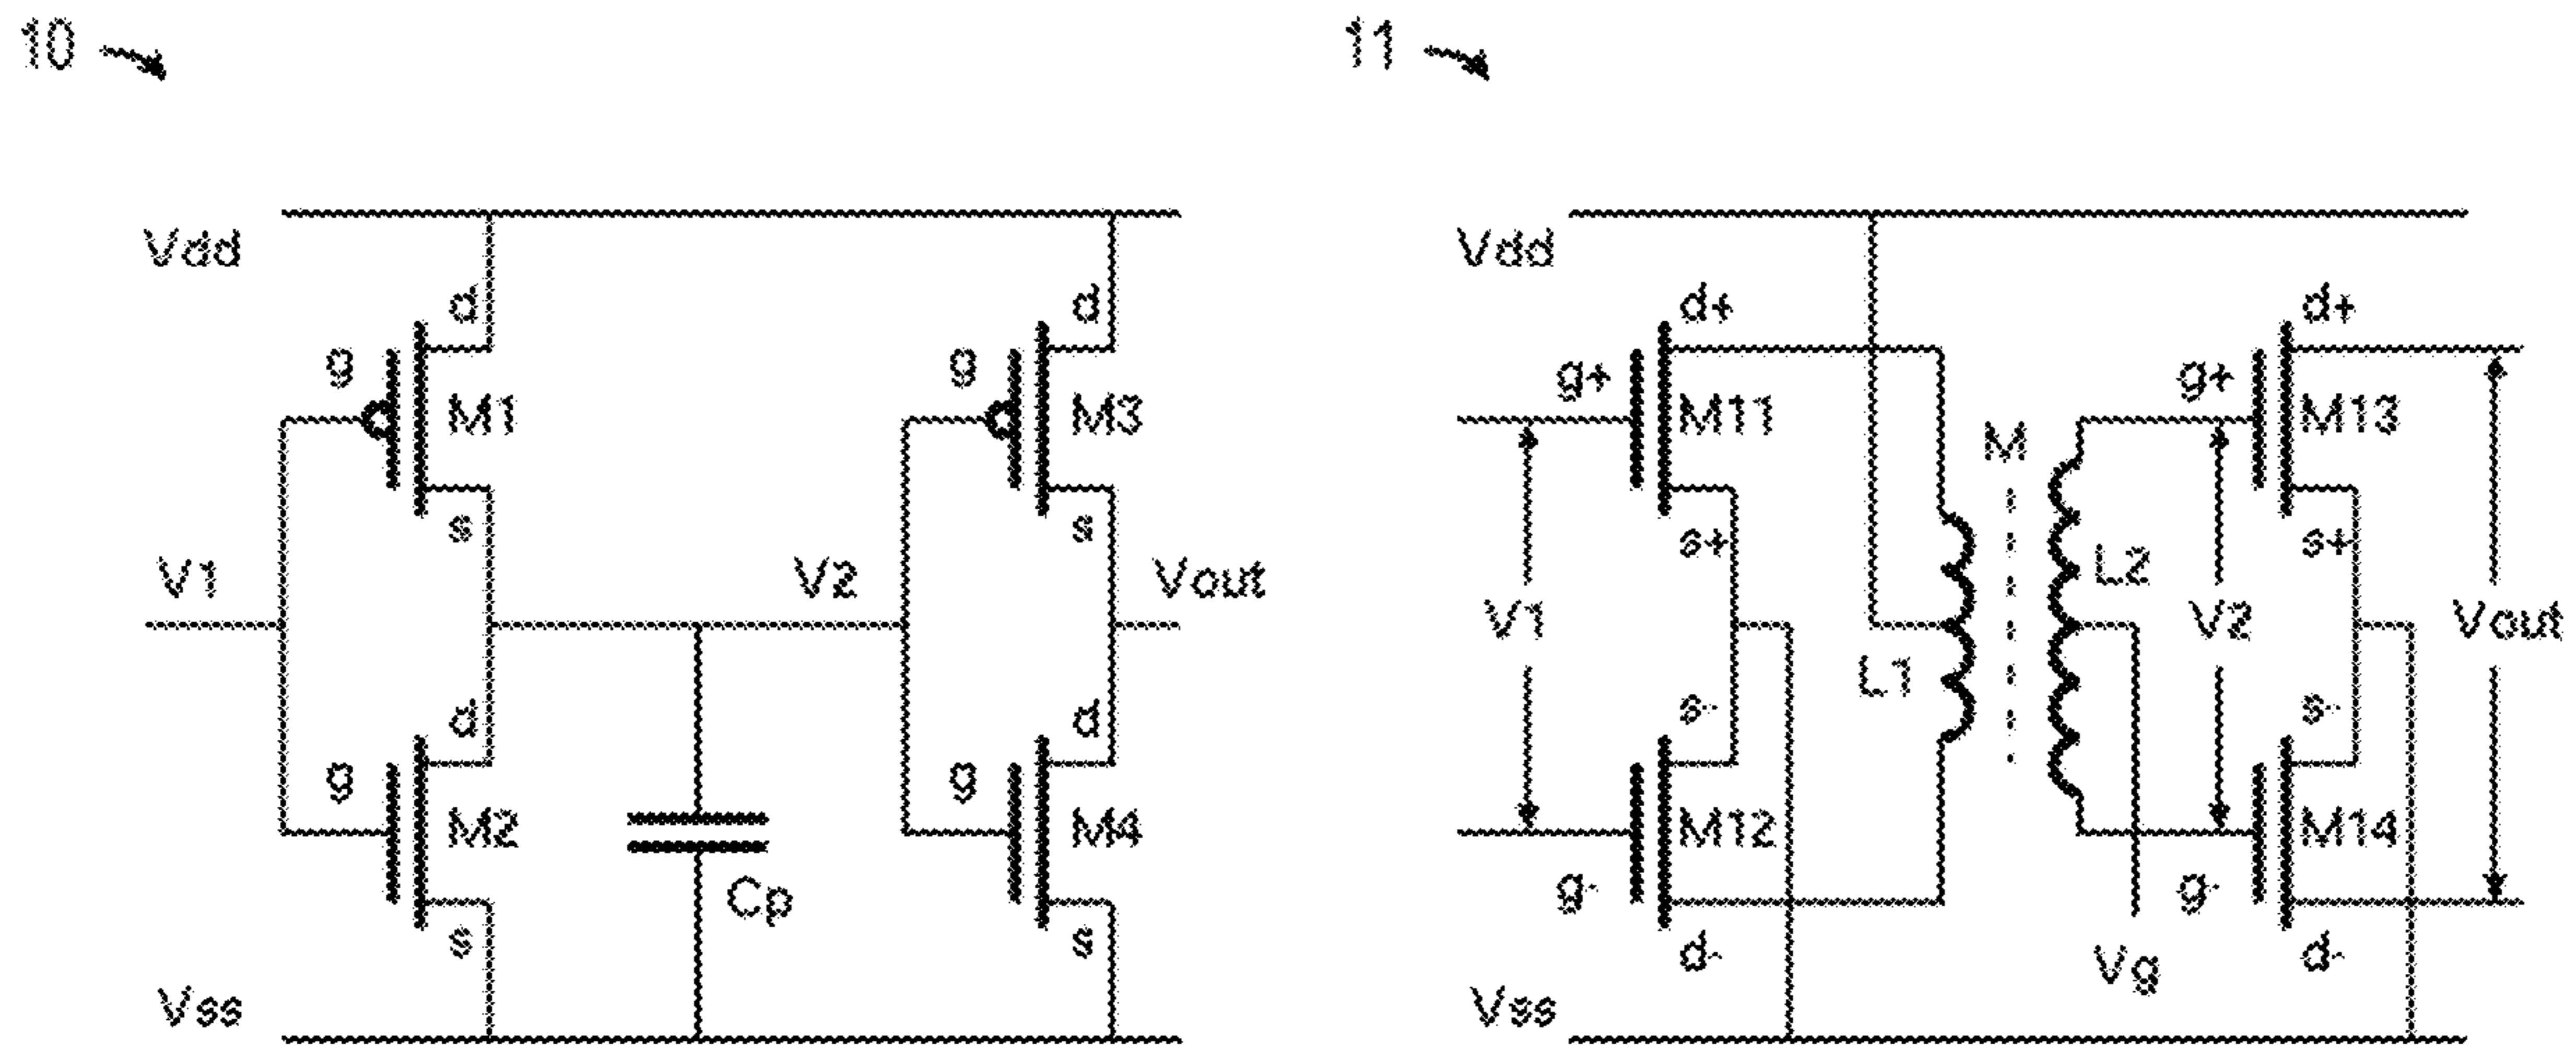 10
11
Vdd
d
g
M1
s
V1
d
g
M2
s
Vss
Cp
V2
d
g
M3
s
Vout
d
g
M4
s
Vdd
d+
g+
M11
s+
V1
s-
M12
g-
d-
Vss
L1
M
L2
d+
g+
M13
s+
V2
Vout
s-
M14
g-
d-
Vg